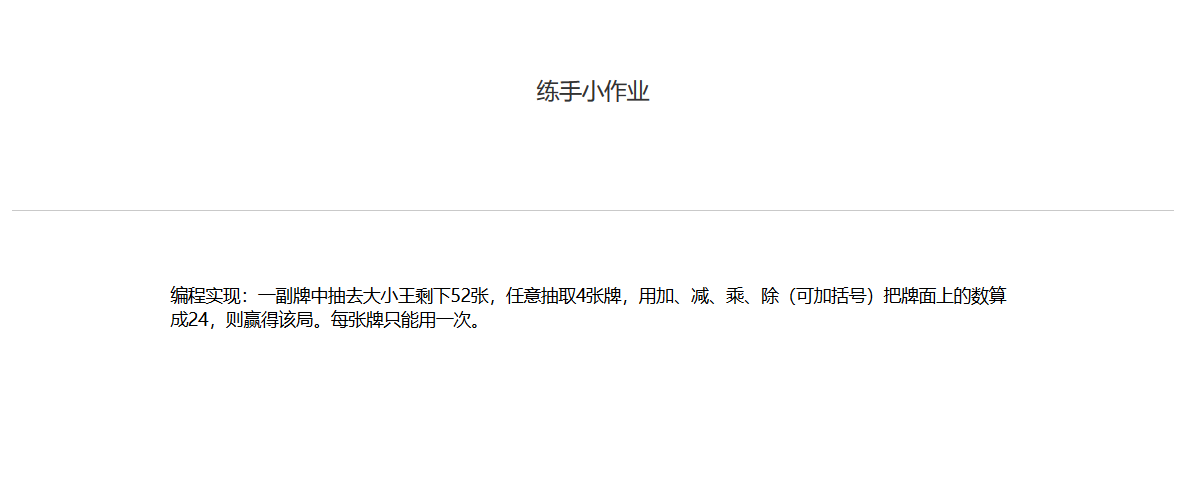 练手小作业
编程实现：一副牌中抽去大小王剩下52张，任意抽取4张牌，用加、减、乘、除（可加括号）把牌面上的数算
成24，则赢得该局。每张牌只能用一次。